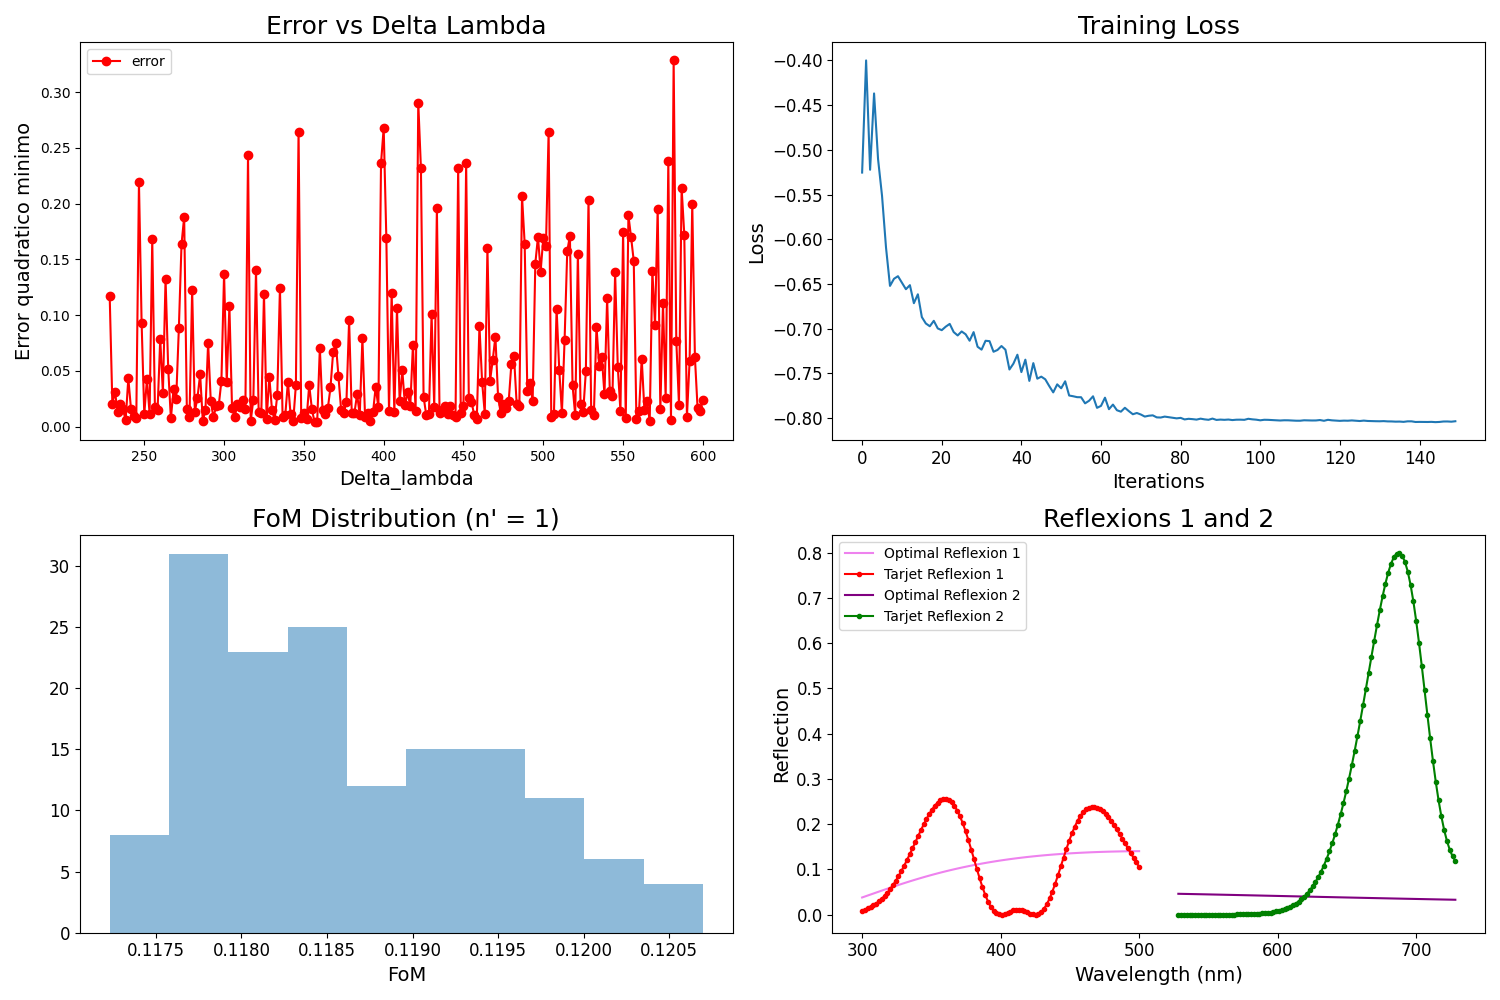 Error vs Delta Lambda
error
Error quadratico minimo
0.30
0.25
0.20
0.15
0.10
0.05
0.00
250 300 350 400 450 500 550 600
Delta_lambda
Training Loss
Loss
−0.40
−0.45
−0.50
−0.55
−0.60
−0.65
−0.70
−0.75
−0.80
0 20 40 60 80 100 120 140
Iterations
FoM Distribution (n' = 1)
30
25
20
15
10
5
0
0.1175 0.1180 0.1185 0.1190 0.1195 0.1200 0.1205
FoM
Reflexions 1 and 2
Optimal Reflexion 1
Tarjet Reflexion 1
Optimal Reflexion 2
Tarjet Reflexion 2
Reflection
0.8
0.7
0.6
0.5
0.4
0.3
0.2
0.1
0.0
300 400 500 600 700
Wavelength (nm)